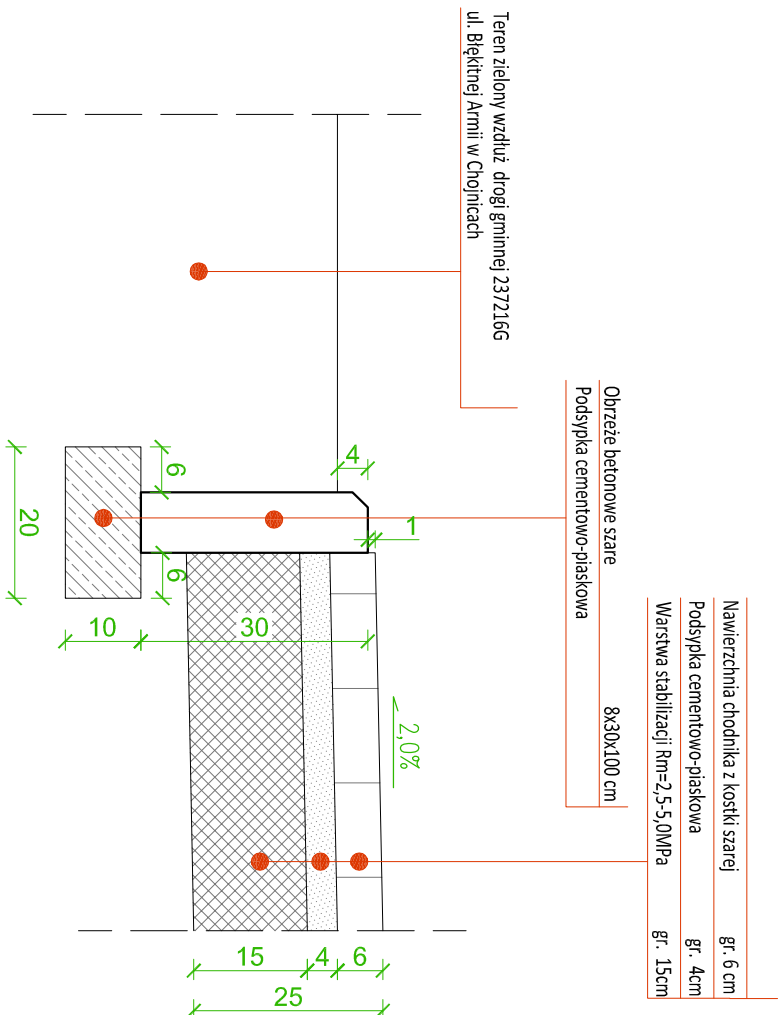 Teren zielony wzdłuż drogi gminnej 237216G
ul. Błękitnej Armii w Chojnicach
Obrzeże betonowe szare 8x30x100 cm
Podsypka cementowo-piaskowa
Nawierzchnia chodnika z kostki szarej gr. 6 cm
Podsypka cementowo-piaskowa gr. 4cm
Warstwa stabilizacji Rm=2,5-5,0MPa gr. 15cm
4
1
6
20
6
10
30
2,0%
15
4
6
25